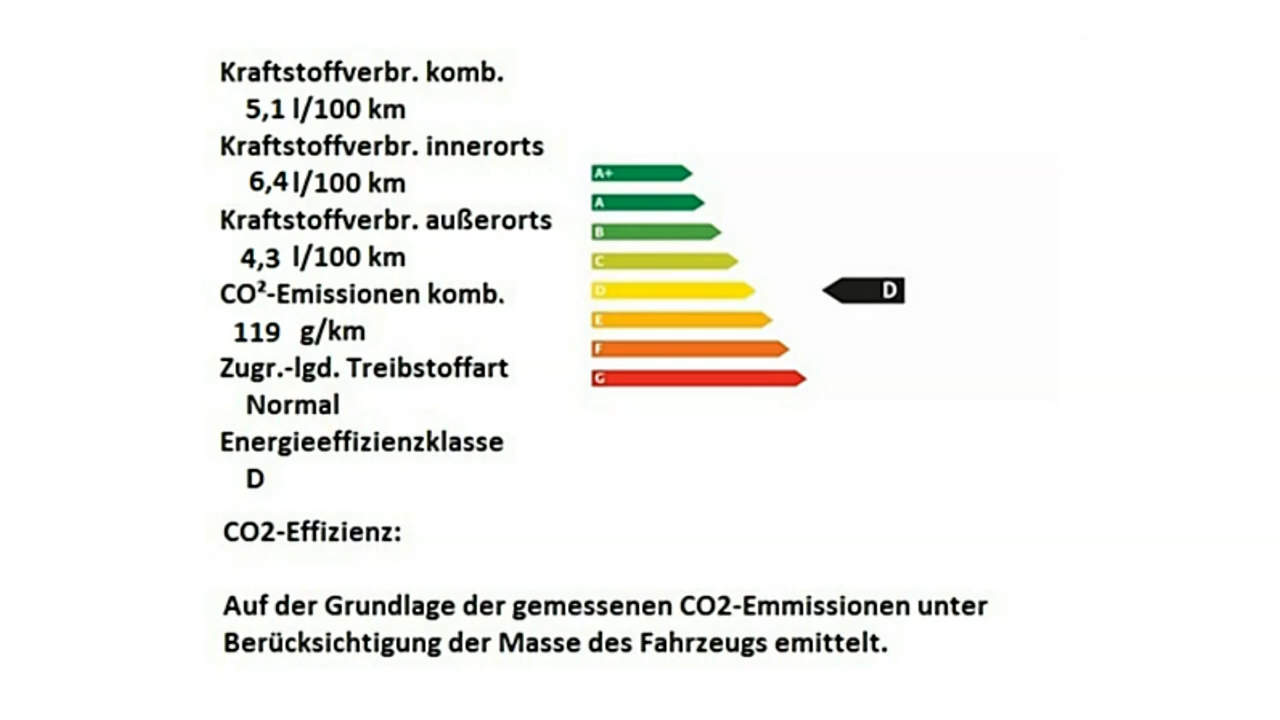 Kraftstoffverbr. komb.
5,1 l/100 km
Kraftstoffverbr. innerorts
6,4 l/100 km
Kraftstoffverbr. außerorts
4,3 l/100 km
CO²-Emissionen komb.
119 g/km
Zugr.-lgd. Treibstoffart
Normal
Energieeffizienzklasse
D
A+
A
B
C
D
E
F
G
D
CO2-Effizienz:
Auf der Grundlage der gemessenen CO2-Emmissionen unter
Berücksichtigung der Masse des Fahrzeugs emittelt.